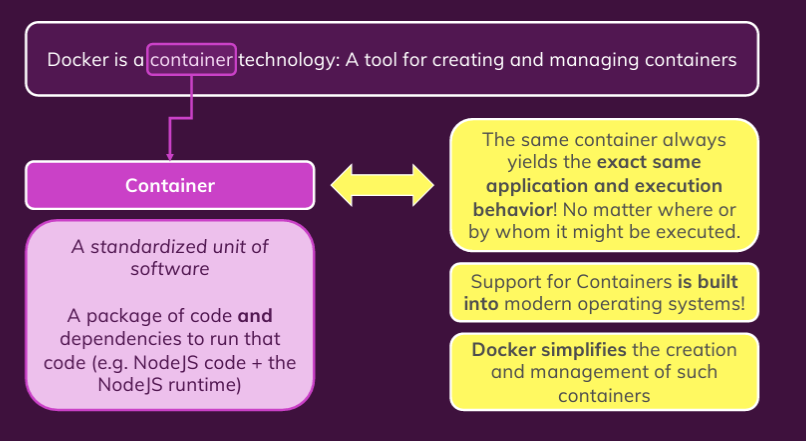 Docker is a container technology: A tool for creating and managing containers
Container
A standardized unit of
software
A package of code and
dependencies to run that
code (e.g. NodeJS code + the
NodeJS runtime)
The same container always
yields the exact same
application and execution
behavior! No matter where or
by whom it might be executed.
Support for Containers is built
into modern operating systems!
Docker simplifies the creation
and management of such
containers